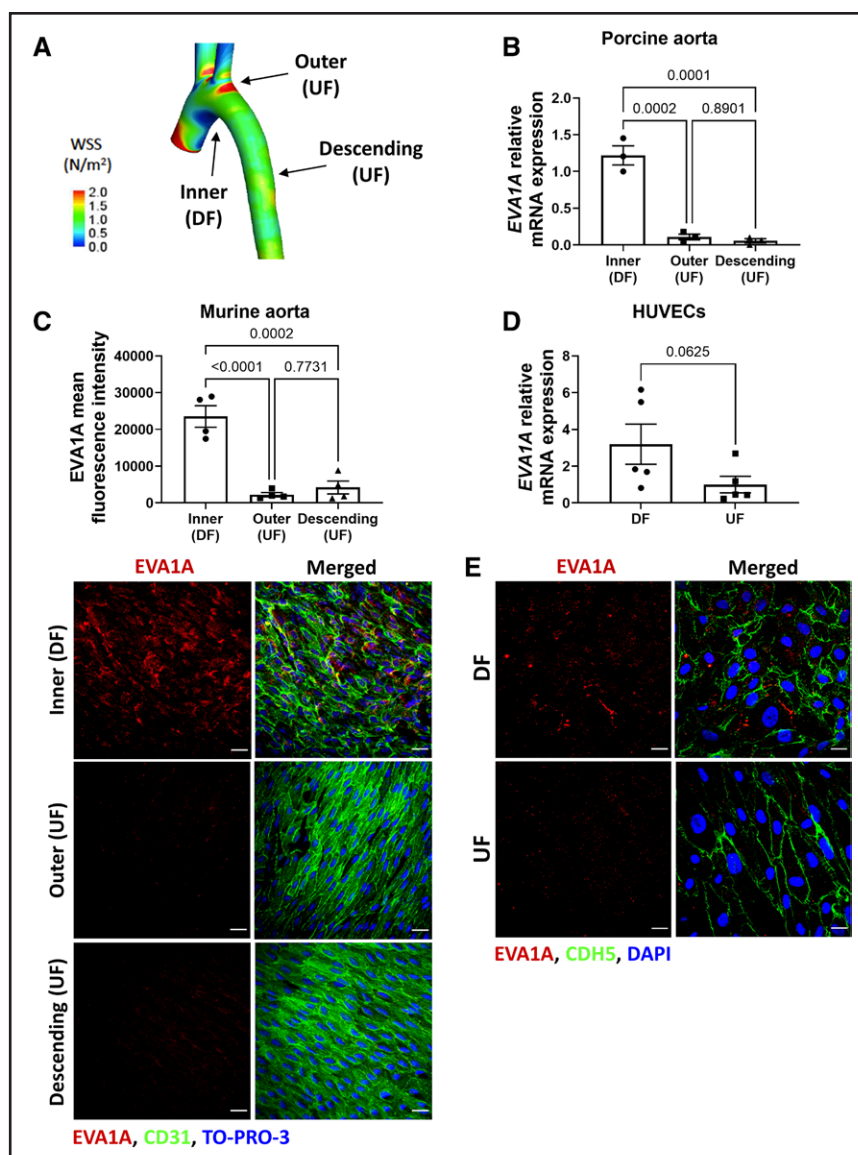 A
Outer
(UF)
WSS
(N/m²)
2.0
1.5
1.0
0.5
0.0
Descending
(UF)
Inner
(DF)
B
Porcine aorta
0.0001
0.0002
0.8901
EVA1A relative
mRNA expression
2.0
1.5
1.0
0.5
0.0
Inner
(DF)
Outer
(UF)
Descending
(UF)
C
Murine aorta
0.0002
<0.0001
0.7731
EVA1A mean
fluorescence intensity
40000
30000
20000
10000
0
Inner
(DF)
Outer
(UF)
Descending
(UF)
D
HUVECs
0.0625
EVA1A relative
mRNA expression
8
6
4
2
0
DF
UF
EVA1A
Merged
Inner (DF)
Outer (UF)
Descending (UF)
EVA1A, CD31, TO-PRO-3
E
EVA1A
Merged
DF
UF
EVA1A, CDH5, DAPI